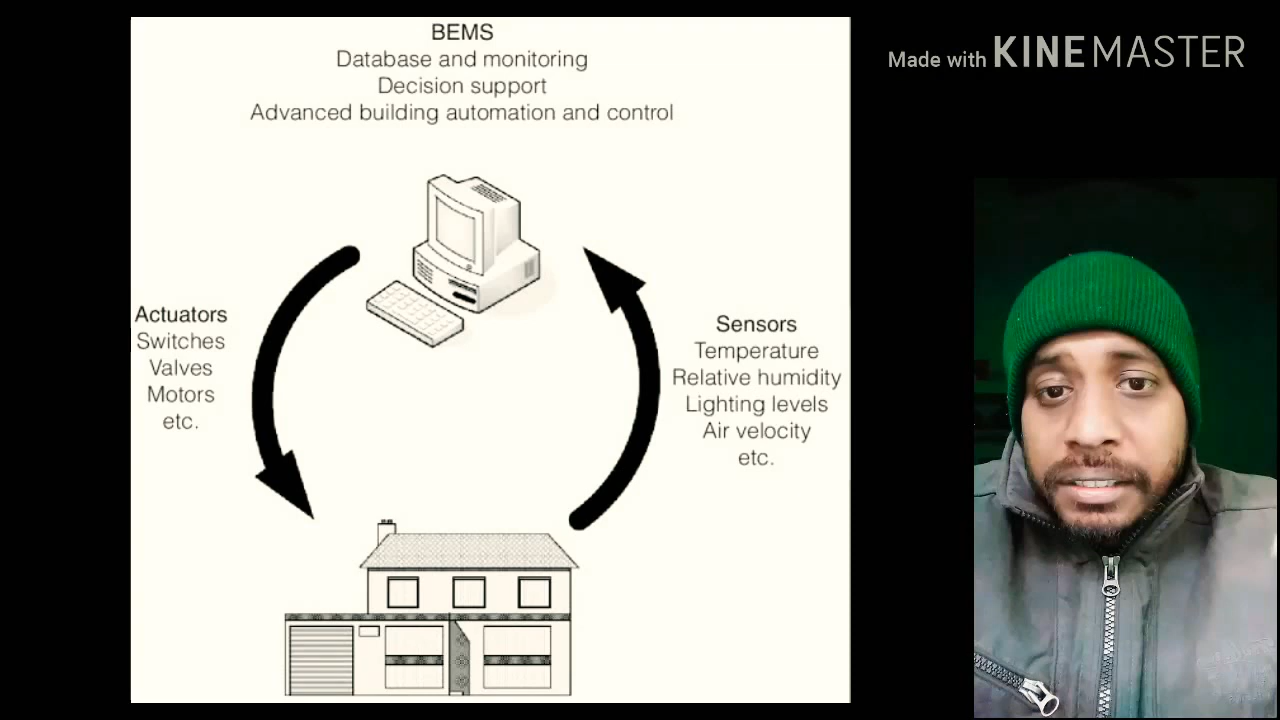 BEMS
Database and monitoring
Decision support
Advanced building automation and control
Made with KINEMASTER
Actuators
Switches
Valves
Motors
etc.
Sensors
Temperature
Relative humidity
Lighting levels
Air velocity
etc.